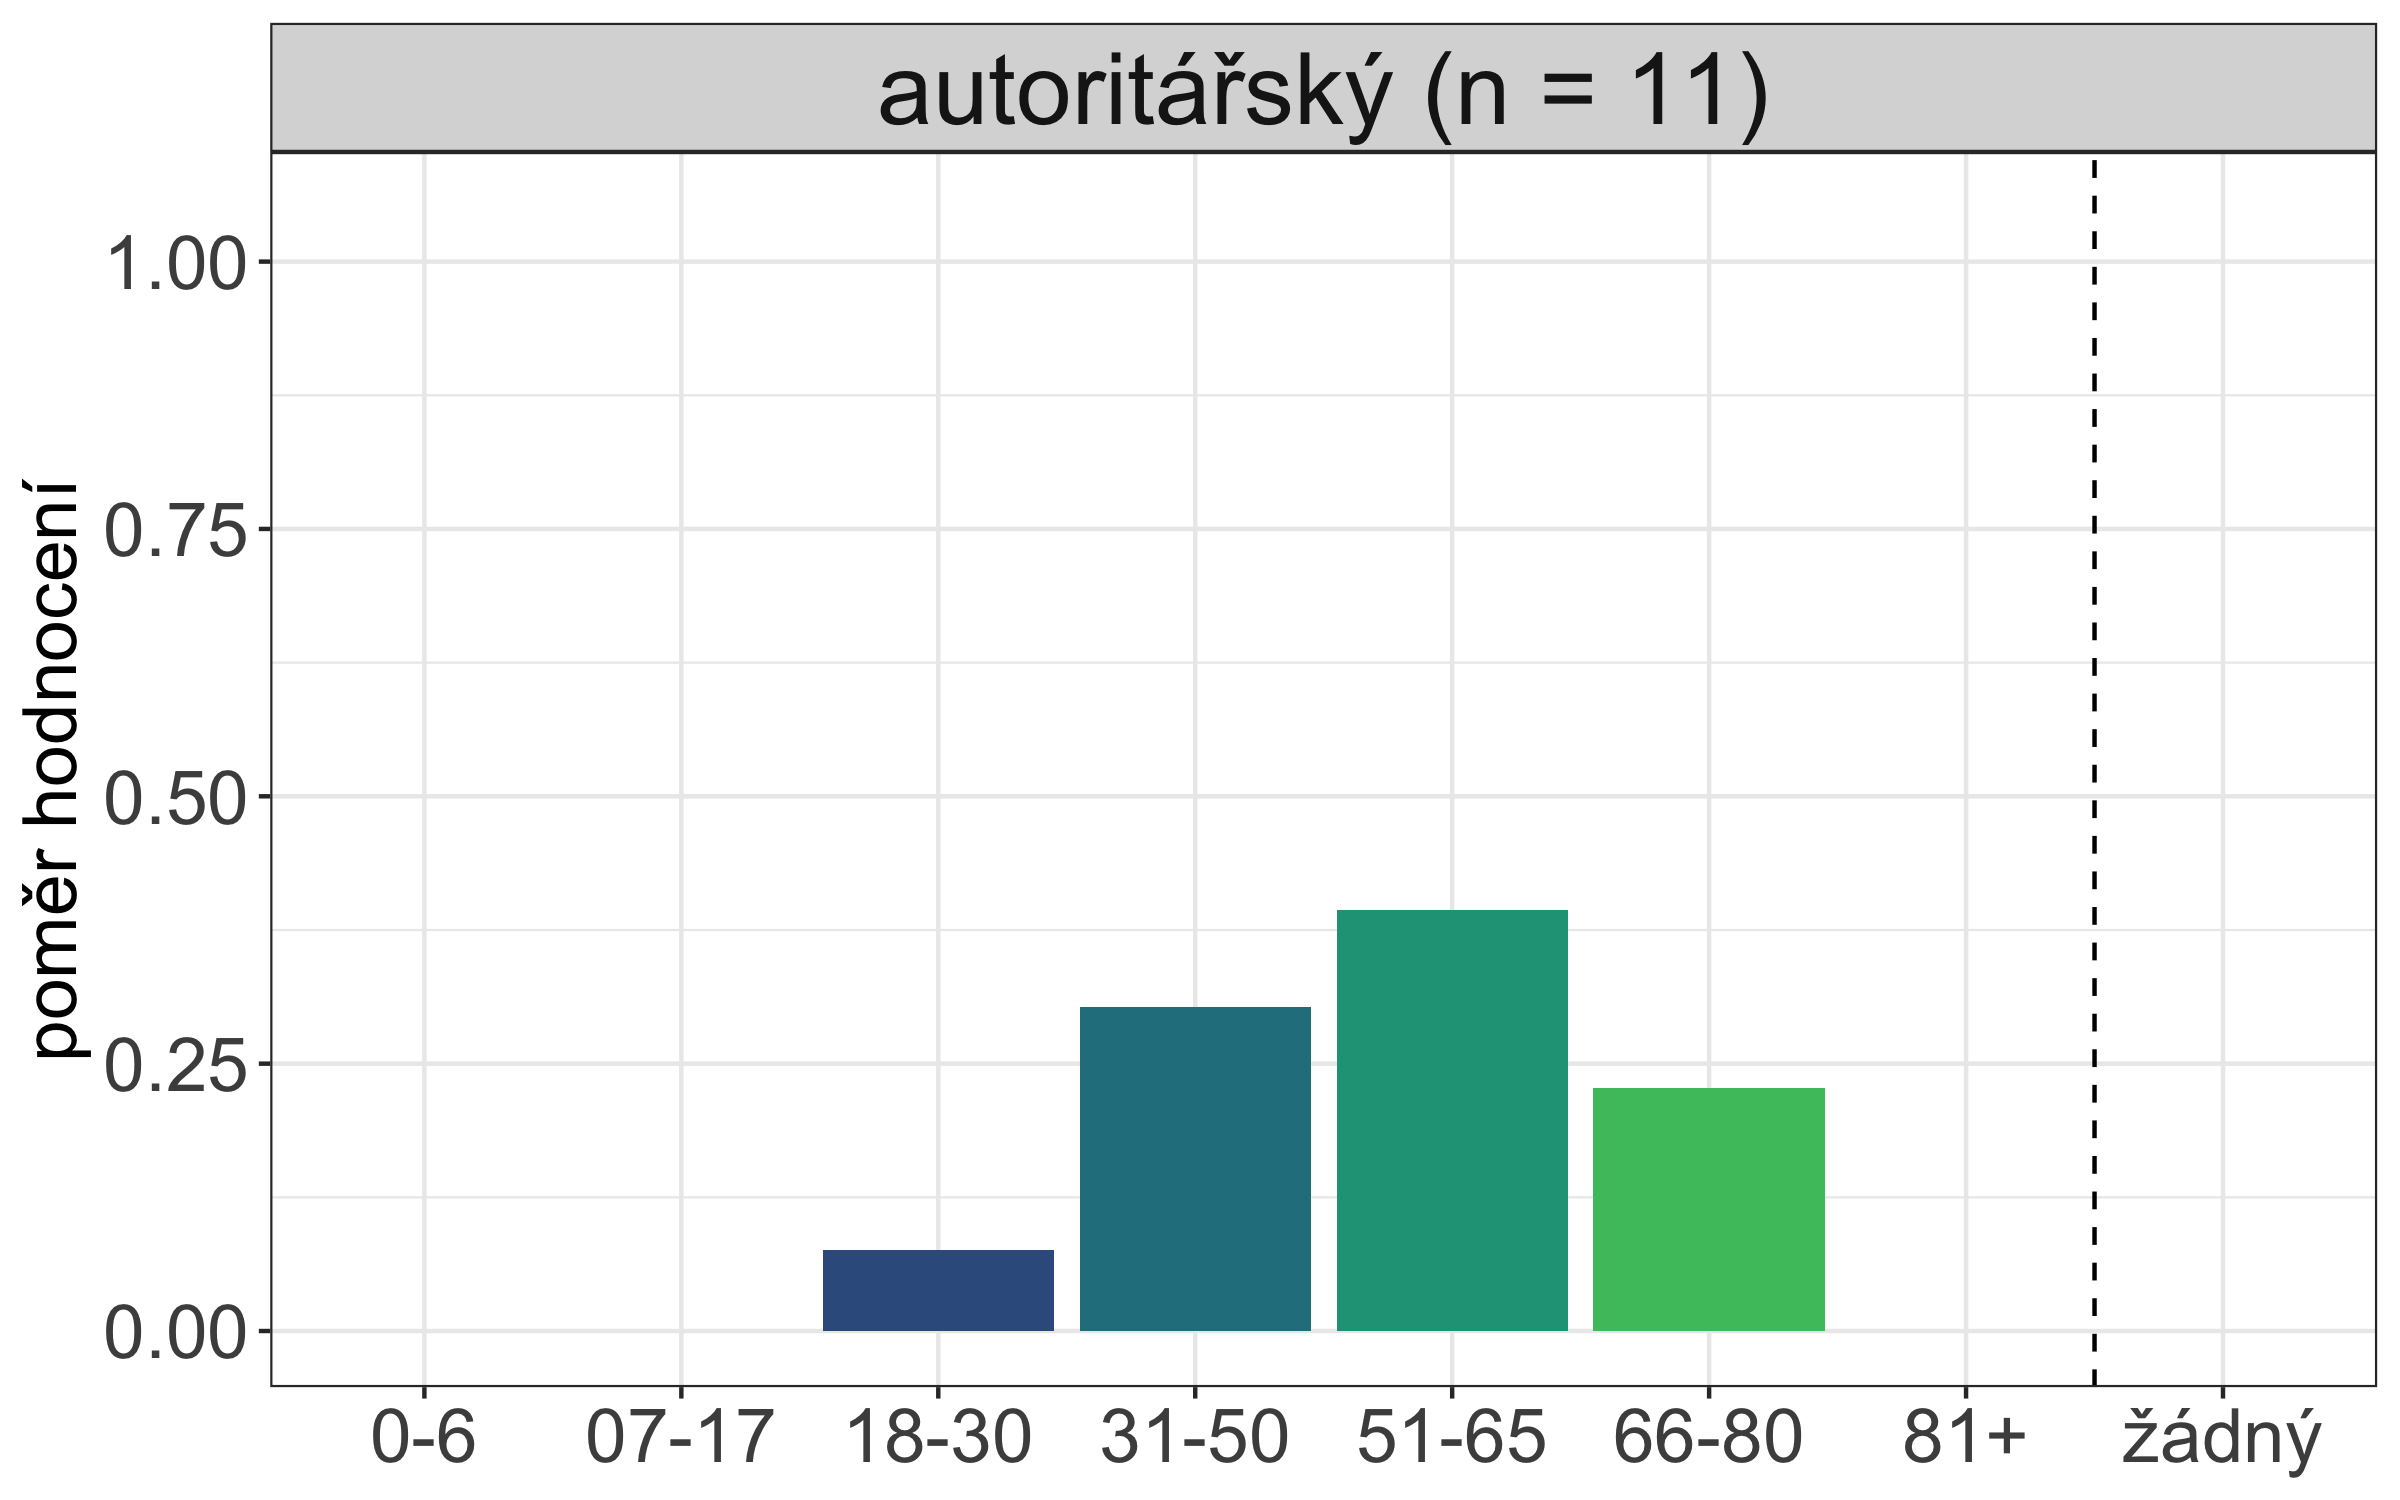 autoritářský (n = 11)
poměr hodnocení
1.00
0.75
0.50
0.25
0.00
0-6 07-17 18-30 31-50 51-65 66-80 81+ žádný